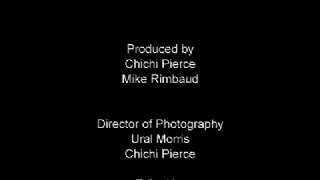 Produced by
Chichi Pierce
Mike Rimbaud
Director of Photography
Ural Morris
Chichi Pierce